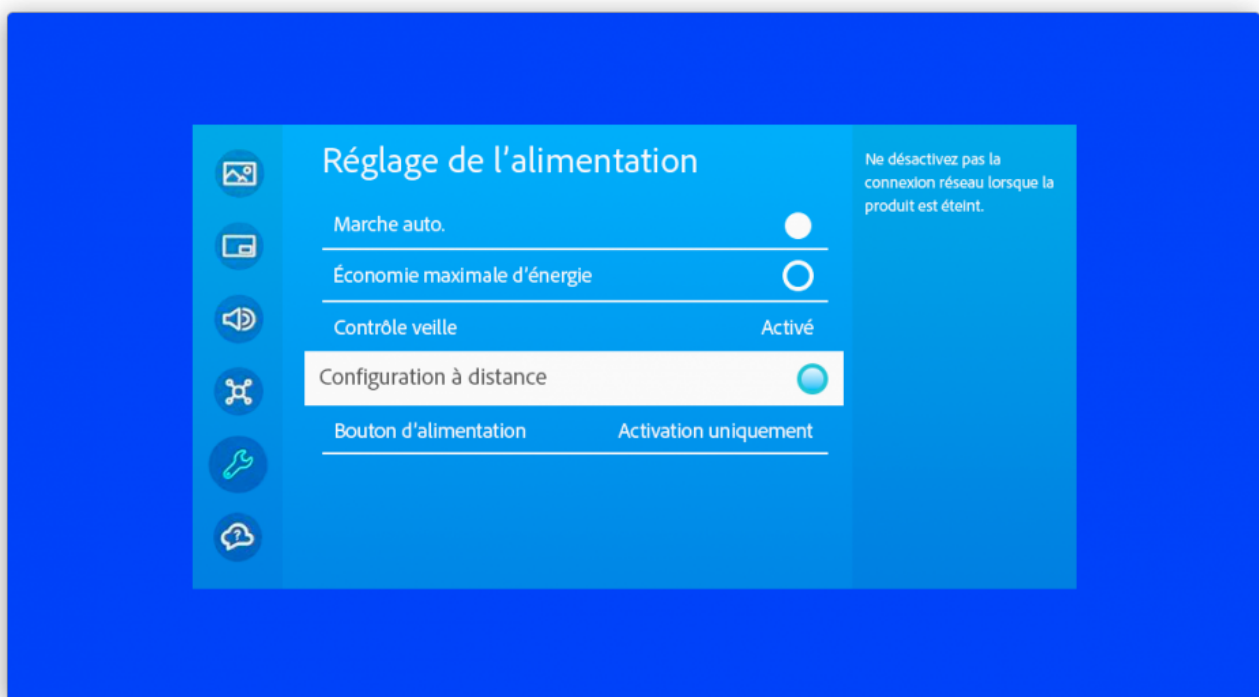 Réglage de l'alimentation
Marche auto.
Économie maximale d'énergie
Contrôle veille Activé
Configuration à distance
Bouton d'alimentation Activation uniquement
Ne désactivez pas la
connexion réseau lorsque la
produit est éteint.